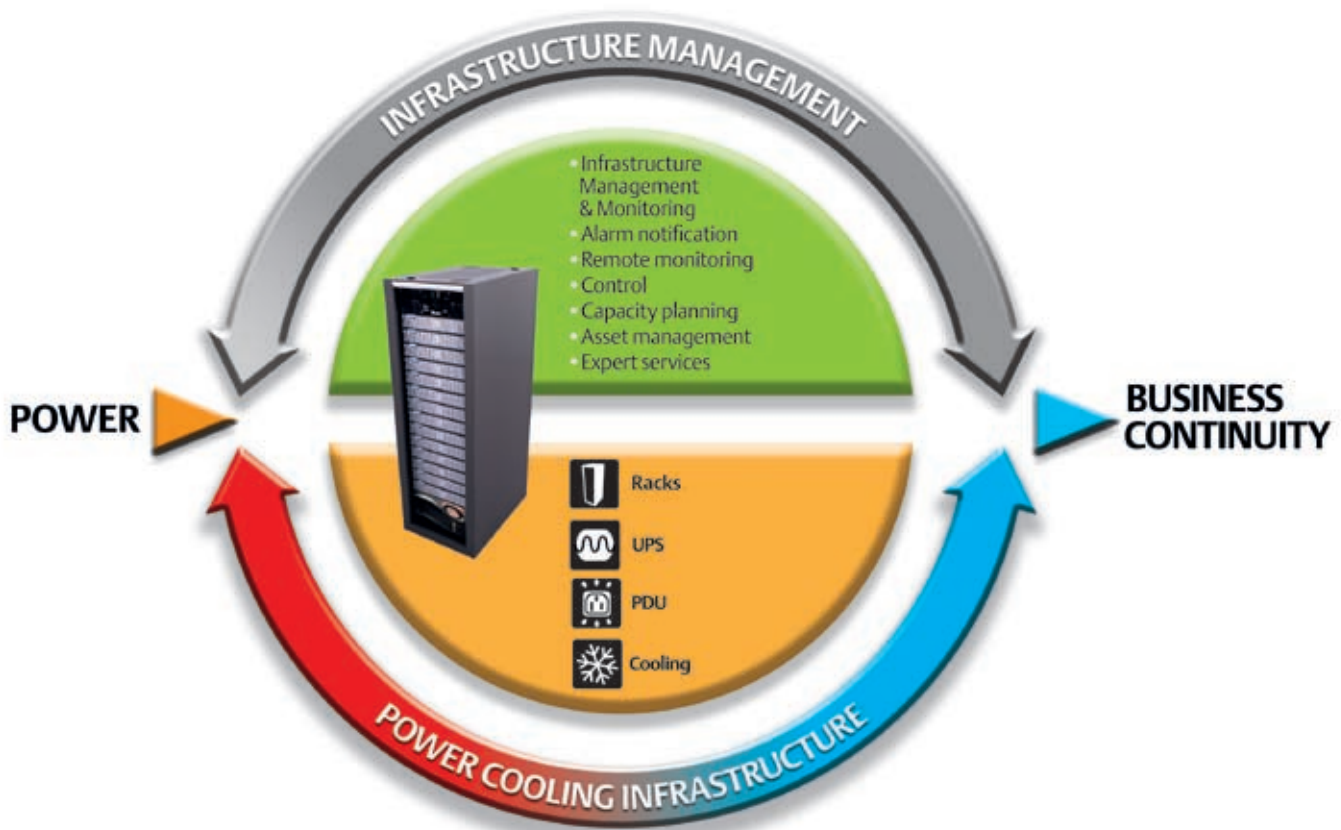 INFRASTRUCTURE MANAGEMENT
• Infrastructure
Management
& Monitoring
• Alarm notification
• Remote monitoring
• Control
• Capacity planning
• Asset management
• Expert services
POWER
BUSINESS
CONTINUITY
Racks
UPS
PDU
Cooling
POWER COOLING INFRASTRUCTURE